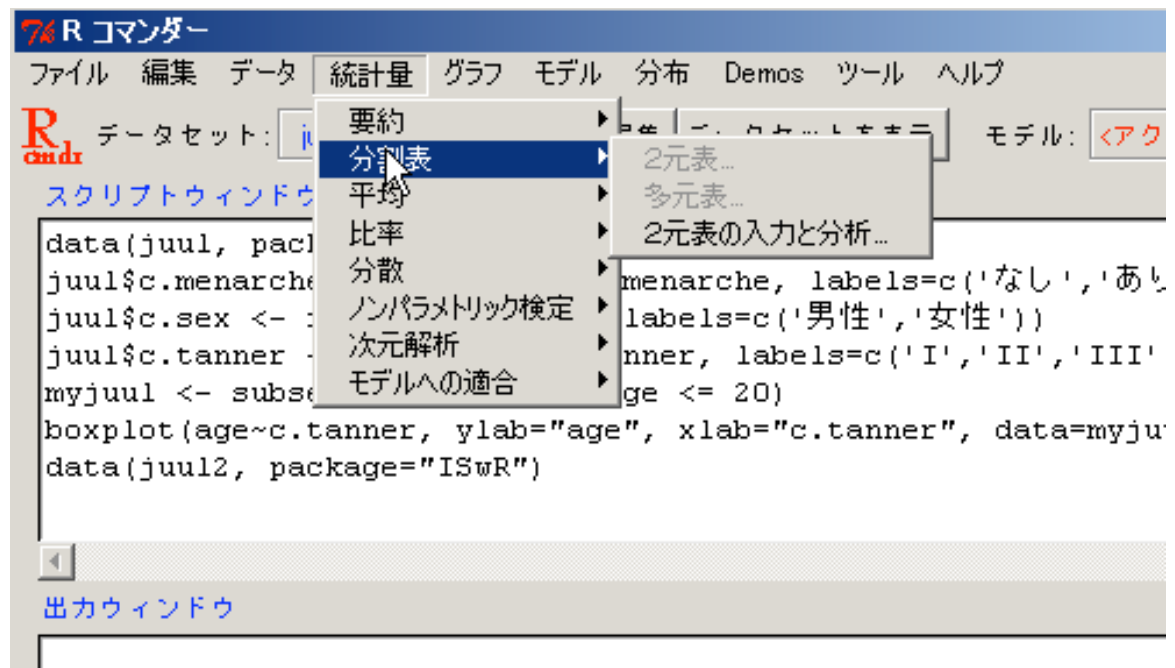 R コマンダー
ファイル 編集 データ 統計量 グラフ モデル 分布 Demos ツール ヘルプ
Rcmdr データセット: モデル: <アク
要約
分割表
平均
比率
分散
ノンパラメトリック検定
次元解析
モデルへの適合
2元表...
多元表...
2元表の入力と分析...
スクリプトウィンドウ
data(juul, pac
juul$c.menarche menarche, labels=c('なし','あり
juul$c.sex <- labels=c('男性','女性'))
juul$c.tanner nner, labels=c('I','II','III'
myjuul <- subse ge <= 20)
boxplot(age~c.tanner, ylab="age", xlab="c.tanner", data=myju
data(juul2, package="ISwR")
出力ウィンドウ